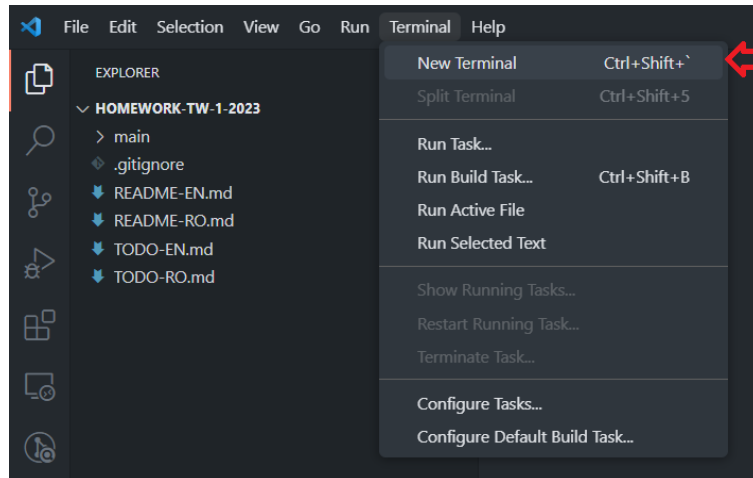 File Edit Selection View Go Run Terminal Help
EXPLORER
HOMEWORK-TW-1-2023
main
.gitignore
README-EN.md
README-RO.md
TODO-EN.md
TODO-RO.md
New Terminal Ctrl+Shift+`
Split Terminal Ctrl+Shift+5
Run Task...
Run Build Task... Ctrl+Shift+B
Run Active File
Run Selected Text
Show Running Tasks...
Restart Running Task...
Terminate Task...
Configure Tasks...
Configure Default Build Task...